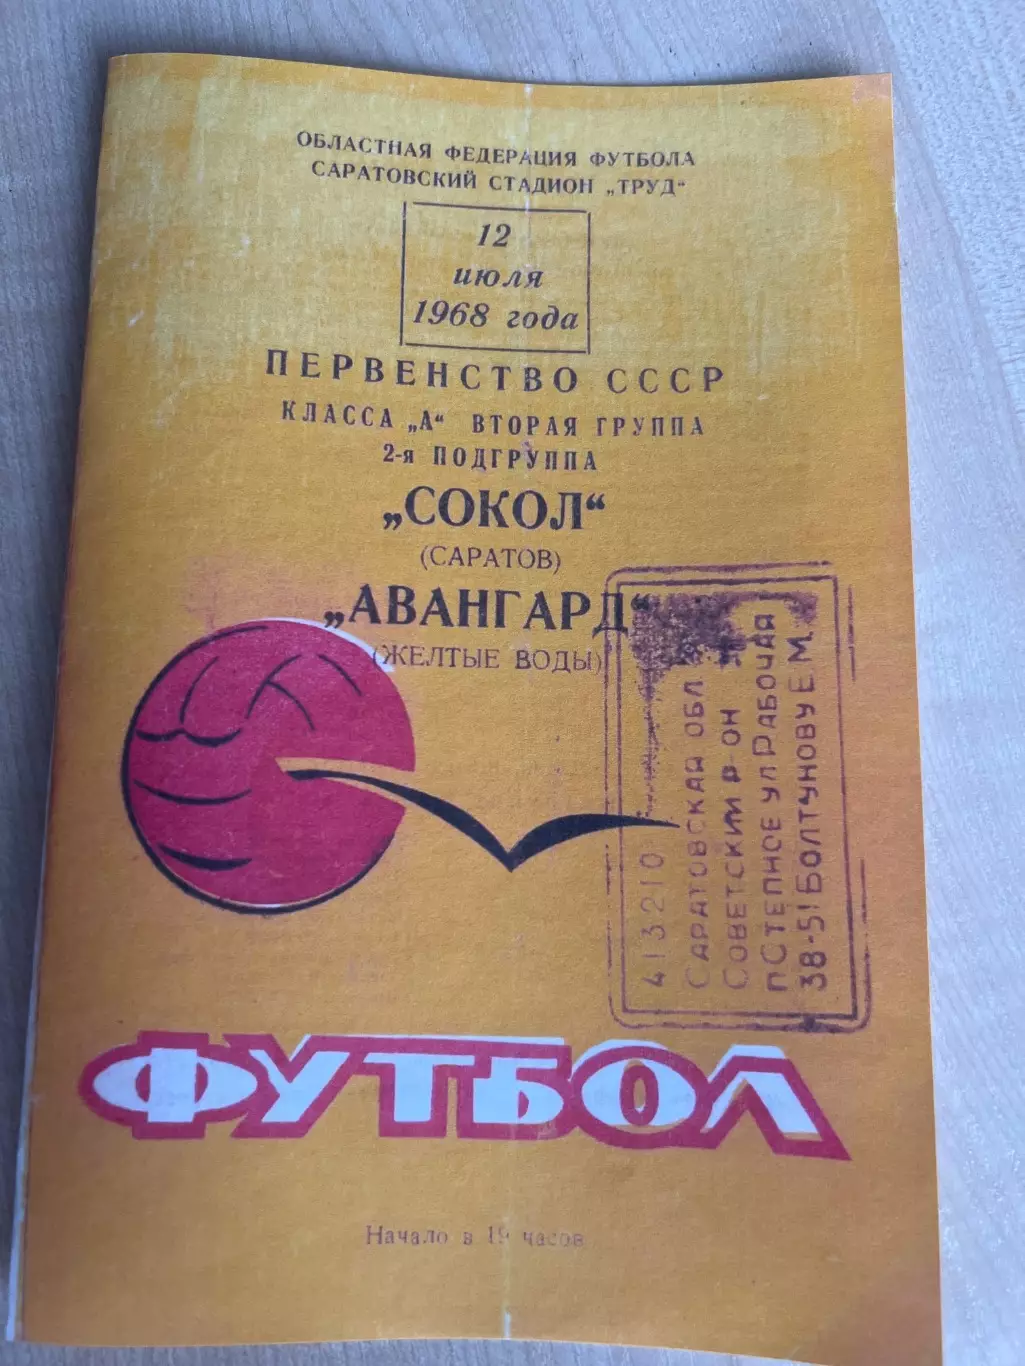 ОБЛАСТНАЯ ФЕДЕРАЦИЯ ФУТБОЛА
САРАТОВСКИЙ СТАДИОН „ТРУД“
12
июля
1968 года
ПЕРВЕНСТВО СССР
КЛАССА „А“ ВТОРАЯ ГРУППА
2-я ПОДГРУППА
„СОКОЛ“
(САРАТОВ)
„АВАНГАРД“
(ЖЕЛТЫЕ ВОДЫ)
413210
САРАТОВСКАЯ ОБЛ.
СОВЕТСКИЙ Р-ОН
П СТЕПНОЕ УЛ РАБОЧАЯ
38-51 БОЛТУНОВУ Е.М.
ФУТБОЛ
Начало в 19 часов